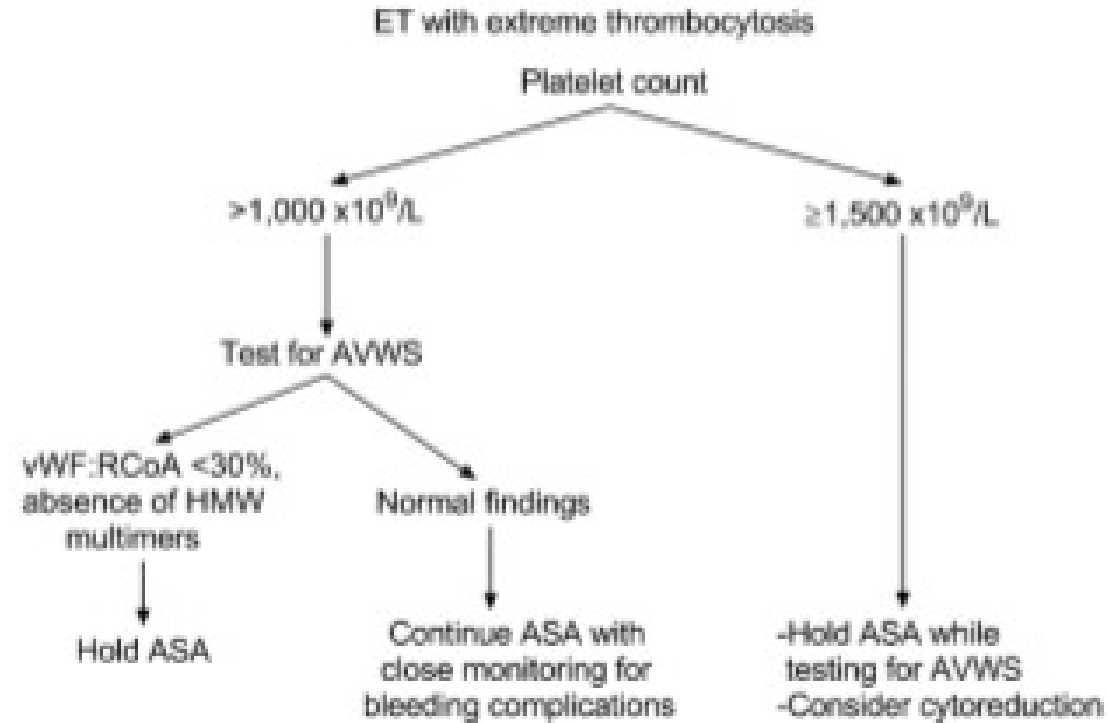 ET with extreme thrombocytosis
Platelet count
>1,000 x10⁹/L
≥1,500 x10⁹/L
Test for AVWS
vWF:RCoA <30%,
absence of HMW
multimers
Normal findings
Hold ASA
Continue ASA with
close monitoring for
bleeding complications
-Hold ASA while
testing for AVWS
-Consider cytoreduction